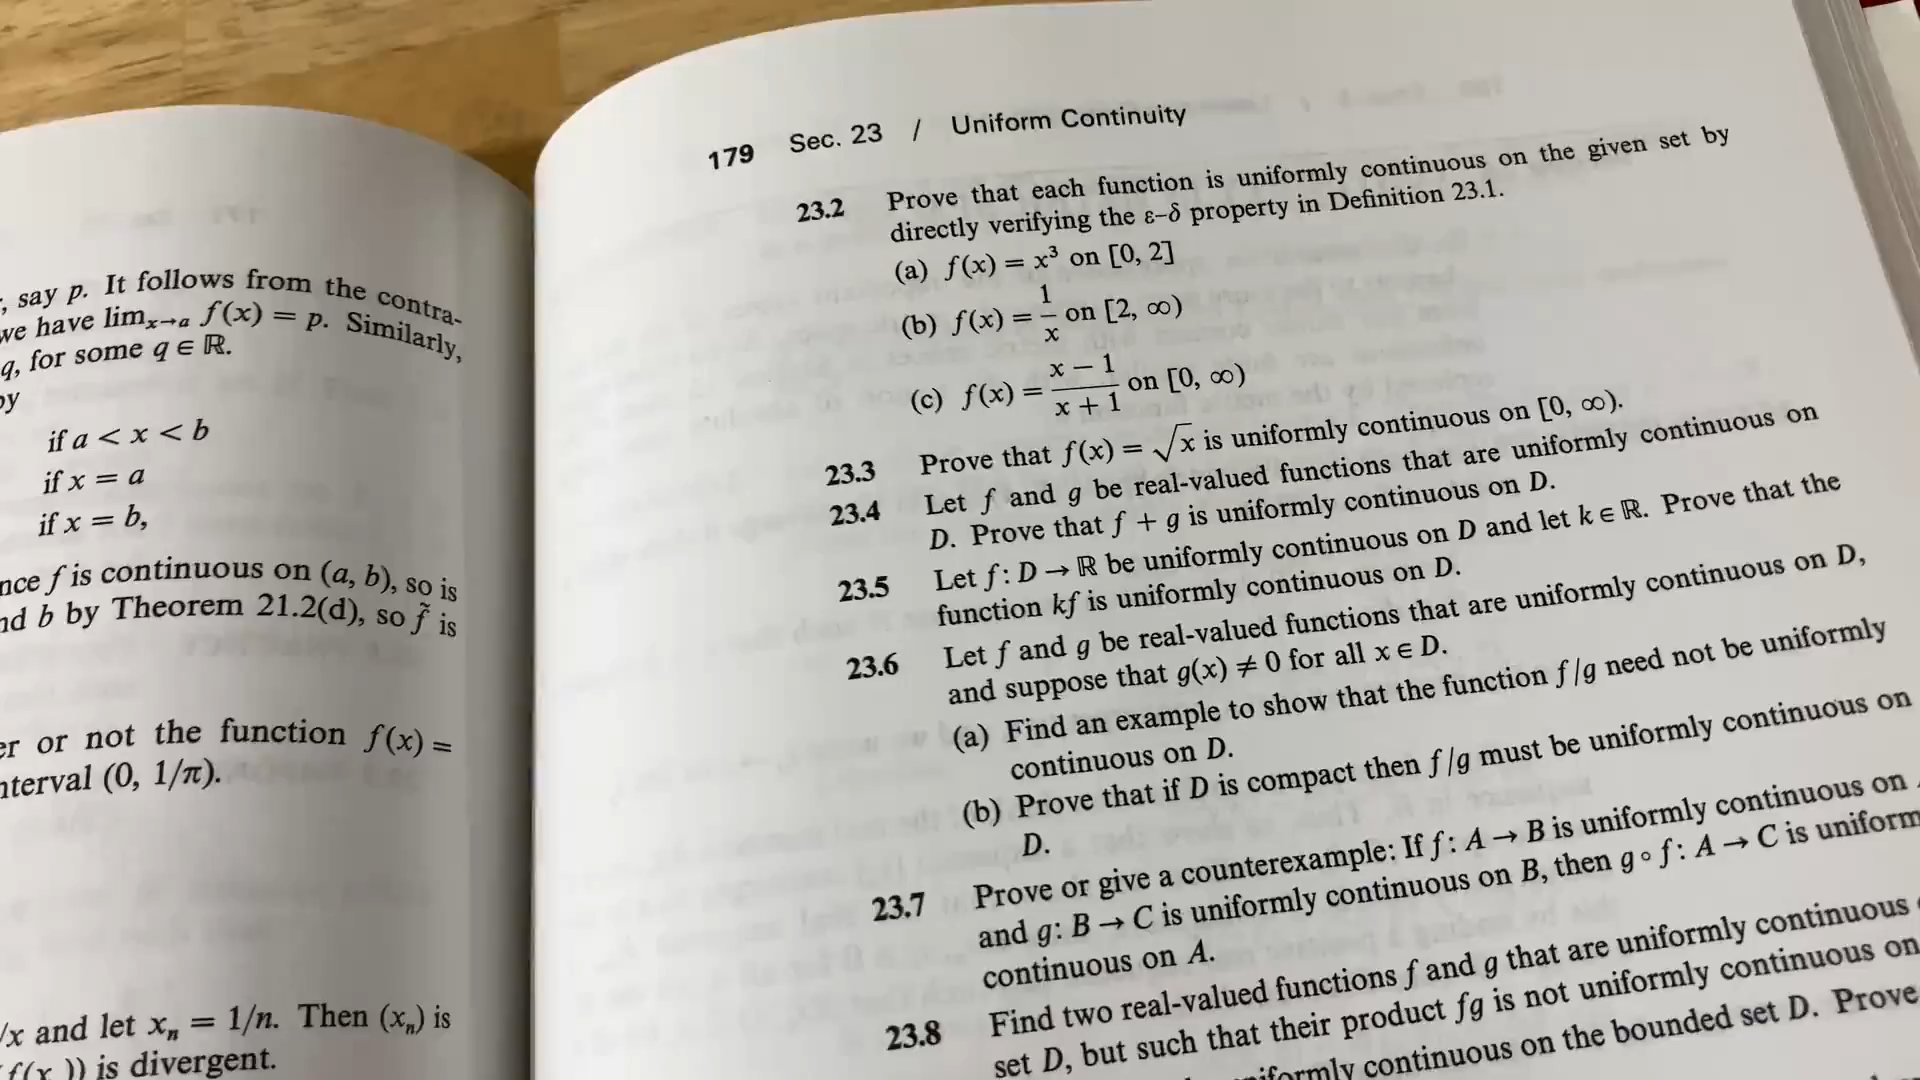 say p. It follows from the contra-
we have lim_{x→a} f(x) = p. Similarly,
q, for some q ∈ ℝ.
by
if a < x < b
if x = a
if x = b,
nce f is continuous on (a, b), so is
nd b by Theorem 21.2(d), so f̃ is
er or not the function f(x) =
nterval (0, 1/π).
/x and let xₙ = 1/n. Then (xₙ) is
)) is divergent.
179 Sec. 23 / Uniform Continuity
23.2 Prove that each function is uniformly continuous on the given set by
directly verifying the ε–δ property in Definition 23.1.
(a) f(x) = x³ on [0, 2]
(b) f(x) = 1/x on [2, ∞)
(c) f(x) = (x − 1)/(x + 1) on [0, ∞)
23.3 Prove that f(x) = √x is uniformly continuous on [0, ∞).
23.4 Let f and g be real-valued functions that are uniformly continuous on
D. Prove that f + g is uniformly continuous on D.
23.5 Let f: D → ℝ be uniformly continuous on D and let k ∈ ℝ. Prove that the
function kf is uniformly continuous on D.
23.6 Let f and g be real-valued functions that are uniformly continuous on D,
and suppose that g(x) ≠ 0 for all x ∈ D.
(a) Find an example to show that the function f/g need not be uniformly
continuous on D.
(b) Prove that if D is compact then f/g must be uniformly continuous on
D.
23.7 Prove or give a counterexample: If f: A → B is uniformly continuous on
and g: B → C is uniformly continuous on B, then g ∘ f: A → C is uniform
continuous on A.
23.8 Find two real-valued functions f and g that are uniformly continuous
set D, but such that their product fg is not uniformly continuous on
iformly continuous on the bounded set D. Prove